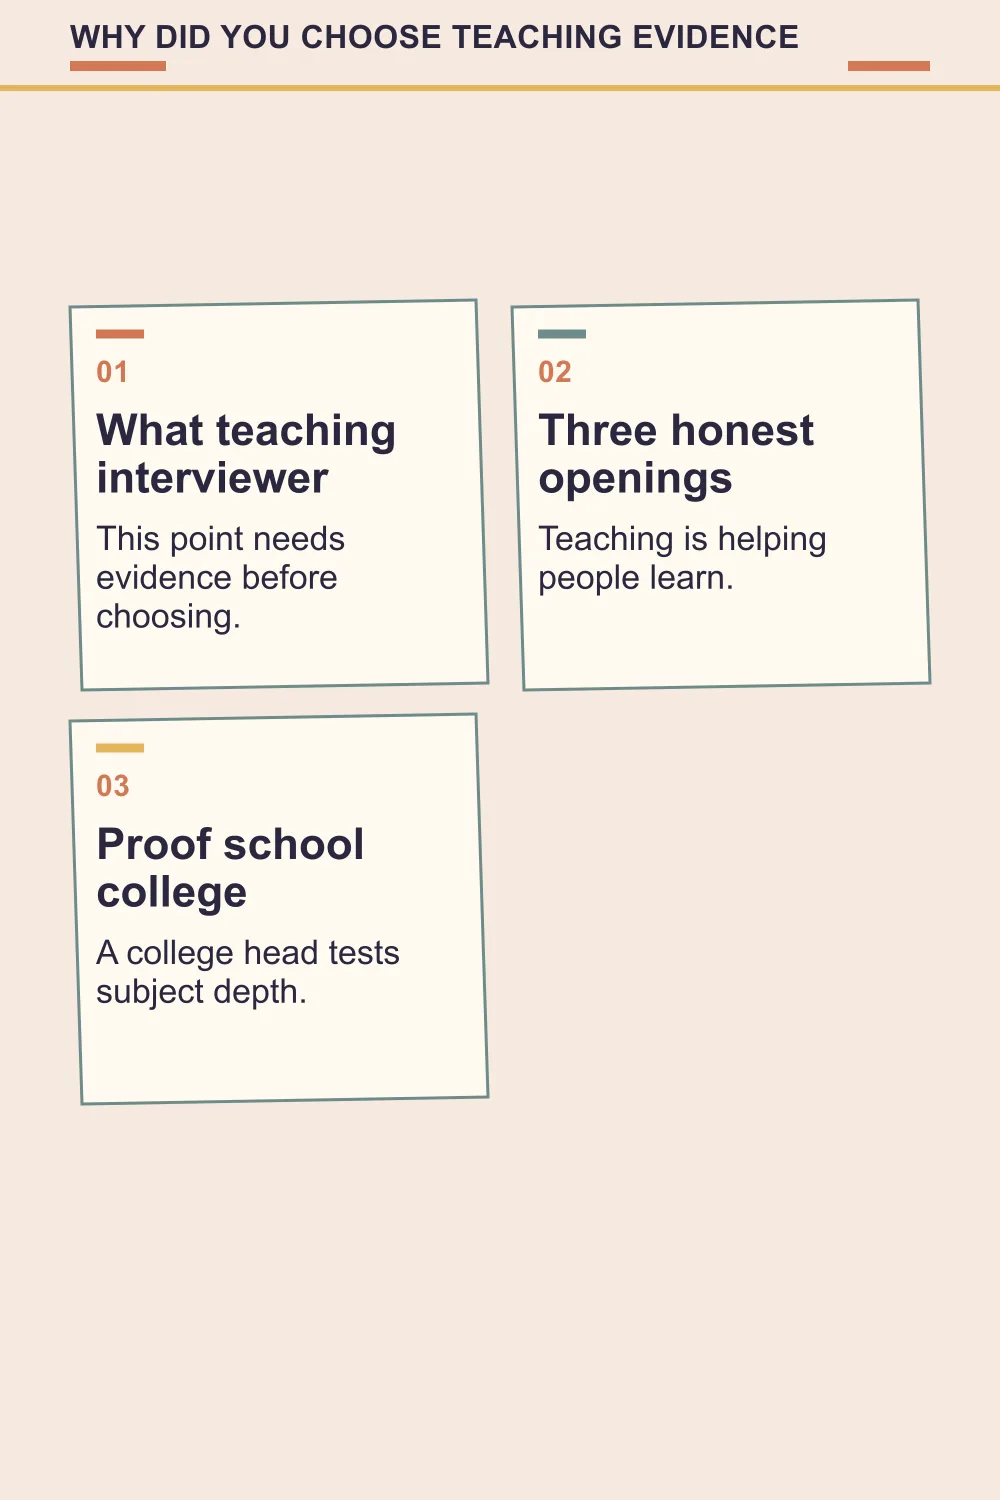 WHY DID YOU CHOOSE TEACHING EVIDENCE
01
What teaching
interviewer
This point needs
evidence before
choosing.
02
Three honest
openings
Teaching is helping
people learn.
03
Proof school
college
A college head tests
subject depth.